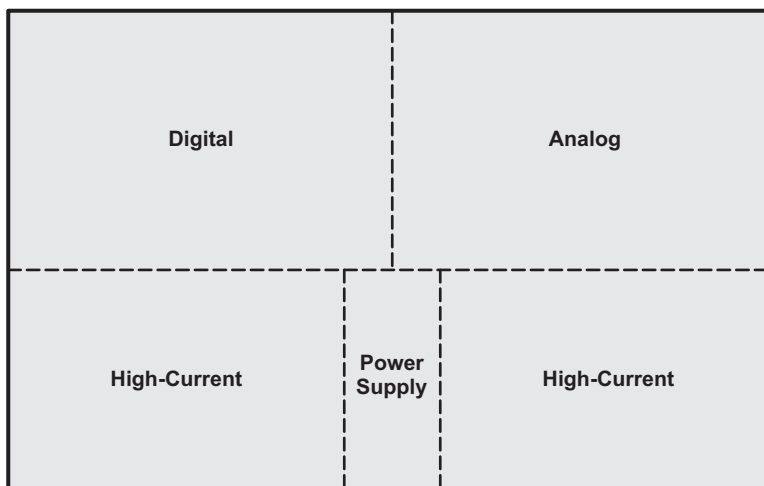 Digital
Analog
High-Current
Power
Supply
High-Current